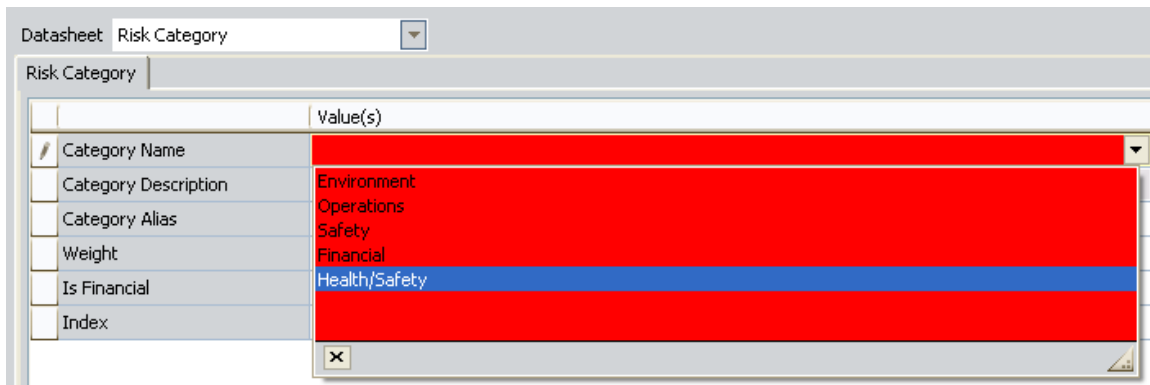 Datasheet Risk Category
Risk Category
Value(s)
Category Name
Category Description
Environment
Operations
Category Alias
Safety
Weight
Financial
Health/Safety
Is Financial
Index